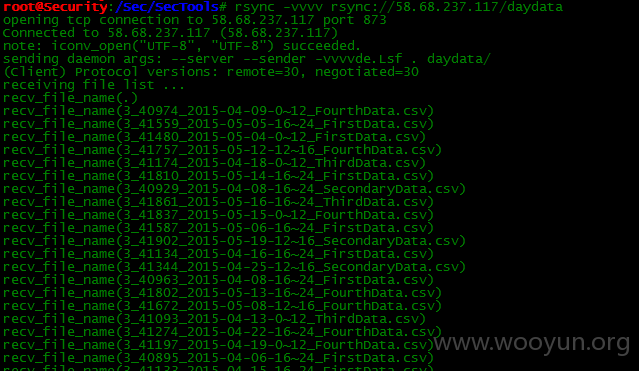 root@Security:/Sec/SecTools# rsync -vvvv rsync://58.68.237.117/daydata
opening tcp connection to 58.68.237.117 port 873
Connected to 58.68.237.117 (58.68.237.117)
note: iconv_open("UTF-8", "UTF-8") succeeded.
sending daemon args: --server --sender -vvvvde.Lsf . daydata/
(Client) Protocol versions: remote=30, negotiated=30
receiving file list ...
recv_file_name(.)
recv_file_name(3_40974_2015-04-09-0~12_FourthData.csv)
recv_file_name(3_41559_2015-05-05-16~24_FirstData.csv)
recv_file_name(3_41480_2015-05-04-0~12_FirstData.csv)
recv_file_name(3_41757_2015-05-12-12~16_FourthData.csv)
recv_file_name(3_41174_2015-04-18-0~12_ThirdData.csv)
recv_file_name(3_41810_2015-05-14-16~24_FirstData.csv)
recv_file_name(3_40929_2015-04-08-16~24_SecondaryData.csv)
recv_file_name(3_41861_2015-05-16-16~24_ThirdData.csv)
recv_file_name(3_41837_2015-05-15-0~12_FourthData.csv)
recv_file_name(3_41587_2015-05-06-16~24_FirstData.csv)
recv_file_name(3_41902_2015-05-19-12~16_SecondaryData.csv)
recv_file_name(3_41134_2015-04-16-16~24_FirstData.csv)
recv_file_name(3_41344_2015-04-25-12~16_SecondaryData.csv)
recv_file_name(3_40963_2015-04-08-16~24_FirstData.csv)
recv_file_name(3_41802_2015-05-13-16~24_FourthData.csv)
recv_file_name(3_41672_2015-05-08-12~16_FourthData.csv)
recv_file_name(3_41093_2015-04-13-0~12_ThirdData.csv)
recv_file_name(3_41274_2015-04-22-16~24_FourthData.csv)
recv_file_name(3_41197_2015-04-19-0~12_FirstData.csv)
recv_file_name(3_40895_2015-04-06-16~24_FirstData.csv)
recv_file_name(3_41133_2015-04-15-16~24_FirstData.csv)
www.wooyun.org